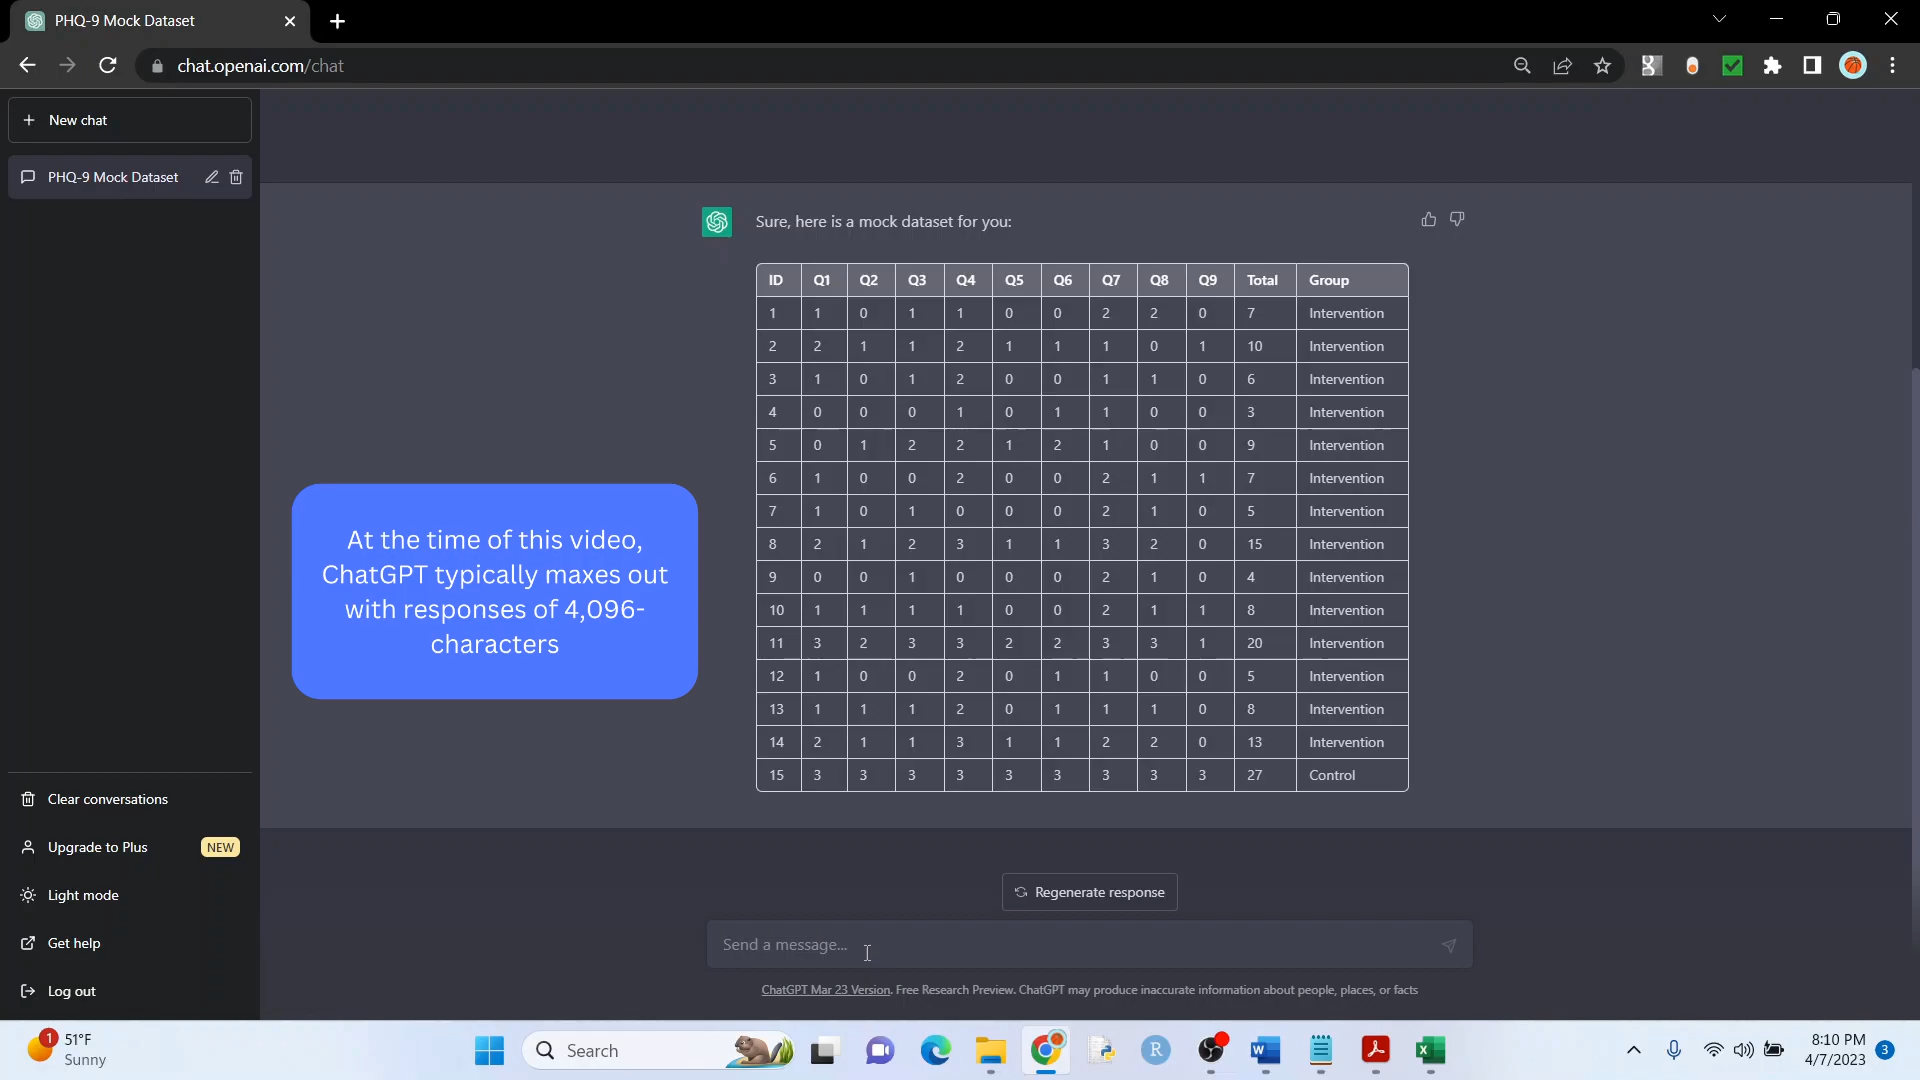 PHQ-9 Mock Dataset
chat.openai.com/chat
New chat
PHQ-9 Mock Dataset
Sure, here is a mock dataset for you:
ID Q1 Q2 Q3 Q4 Q5 Q6 Q7 Q8 Q9 Total Group
1 1 0 1 1 0 0 2 2 0 7 Intervention
2 2 1 1 2 1 1 1 0 1 10 Intervention
3 1 0 1 2 0 0 1 1 0 6 Intervention
4 0 0 0 1 0 1 1 0 0 3 Intervention
5 0 1 2 2 1 2 1 0 0 9 Intervention
6 1 0 0 2 0 0 2 1 1 7 Intervention
7 1 0 1 0 0 0 2 1 0 5 Intervention
8 2 1 2 3 1 1 3 2 0 15 Intervention
9 0 0 1 0 0 0 2 1 0 4 Intervention
10 1 1 1 1 0 0 2 1 1 8 Intervention
11 3 2 3 3 2 2 3 3 1 20 Intervention
12 1 0 0 2 0 1 1 0 0 5 Intervention
13 1 1 1 2 0 1 1 1 0 8 Intervention
14 2 1 1 3 1 1 2 2 0 13 Intervention
15 3 3 3 3 3 3 3 3 3 27 Control
At the time of this video,
ChatGPT typically maxes out
with responses of 4,096-
characters
Clear conversations
Upgrade to Plus NEW
Light mode
Get help
Log out
Regenerate response
Send a message...
ChatGPT Mar 23 Version. Free Research Preview. ChatGPT may produce inaccurate information about people, places, or facts
1 51°F
Sunny
Search
R
W
8:10 PM
4/7/2023
3